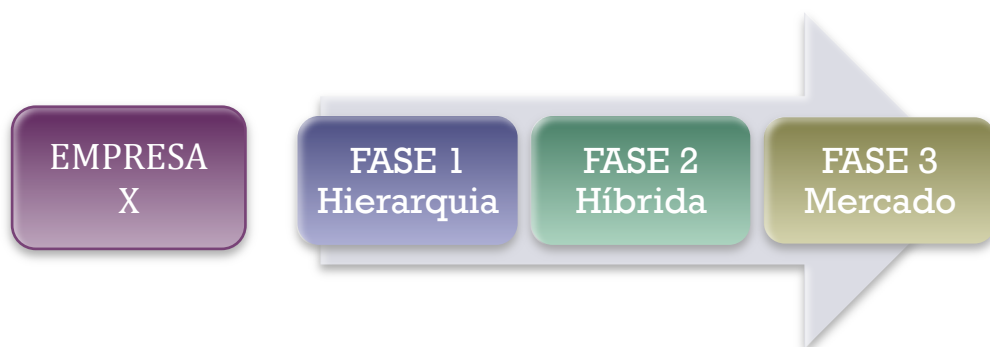 EMPRESA
X
FASE 1
Hierarquia
FASE 2
Híbrida
FASE 3
Mercado